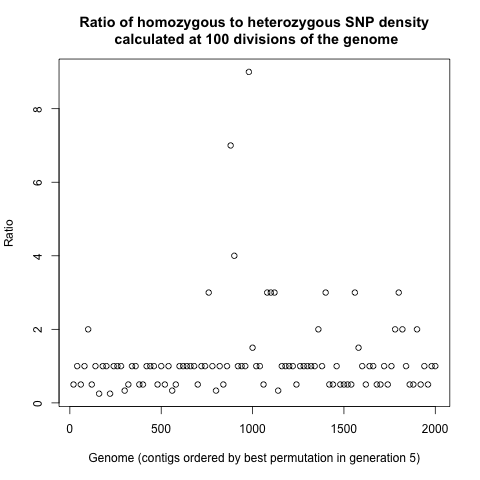 Ratio of homozygous to heterozygous SNP density
calculated at 100 divisions of the genome
Ratio
8
6
4
2
0
0 500 1000 1500 2000
Genome (contigs ordered by best permutation in generation 5)